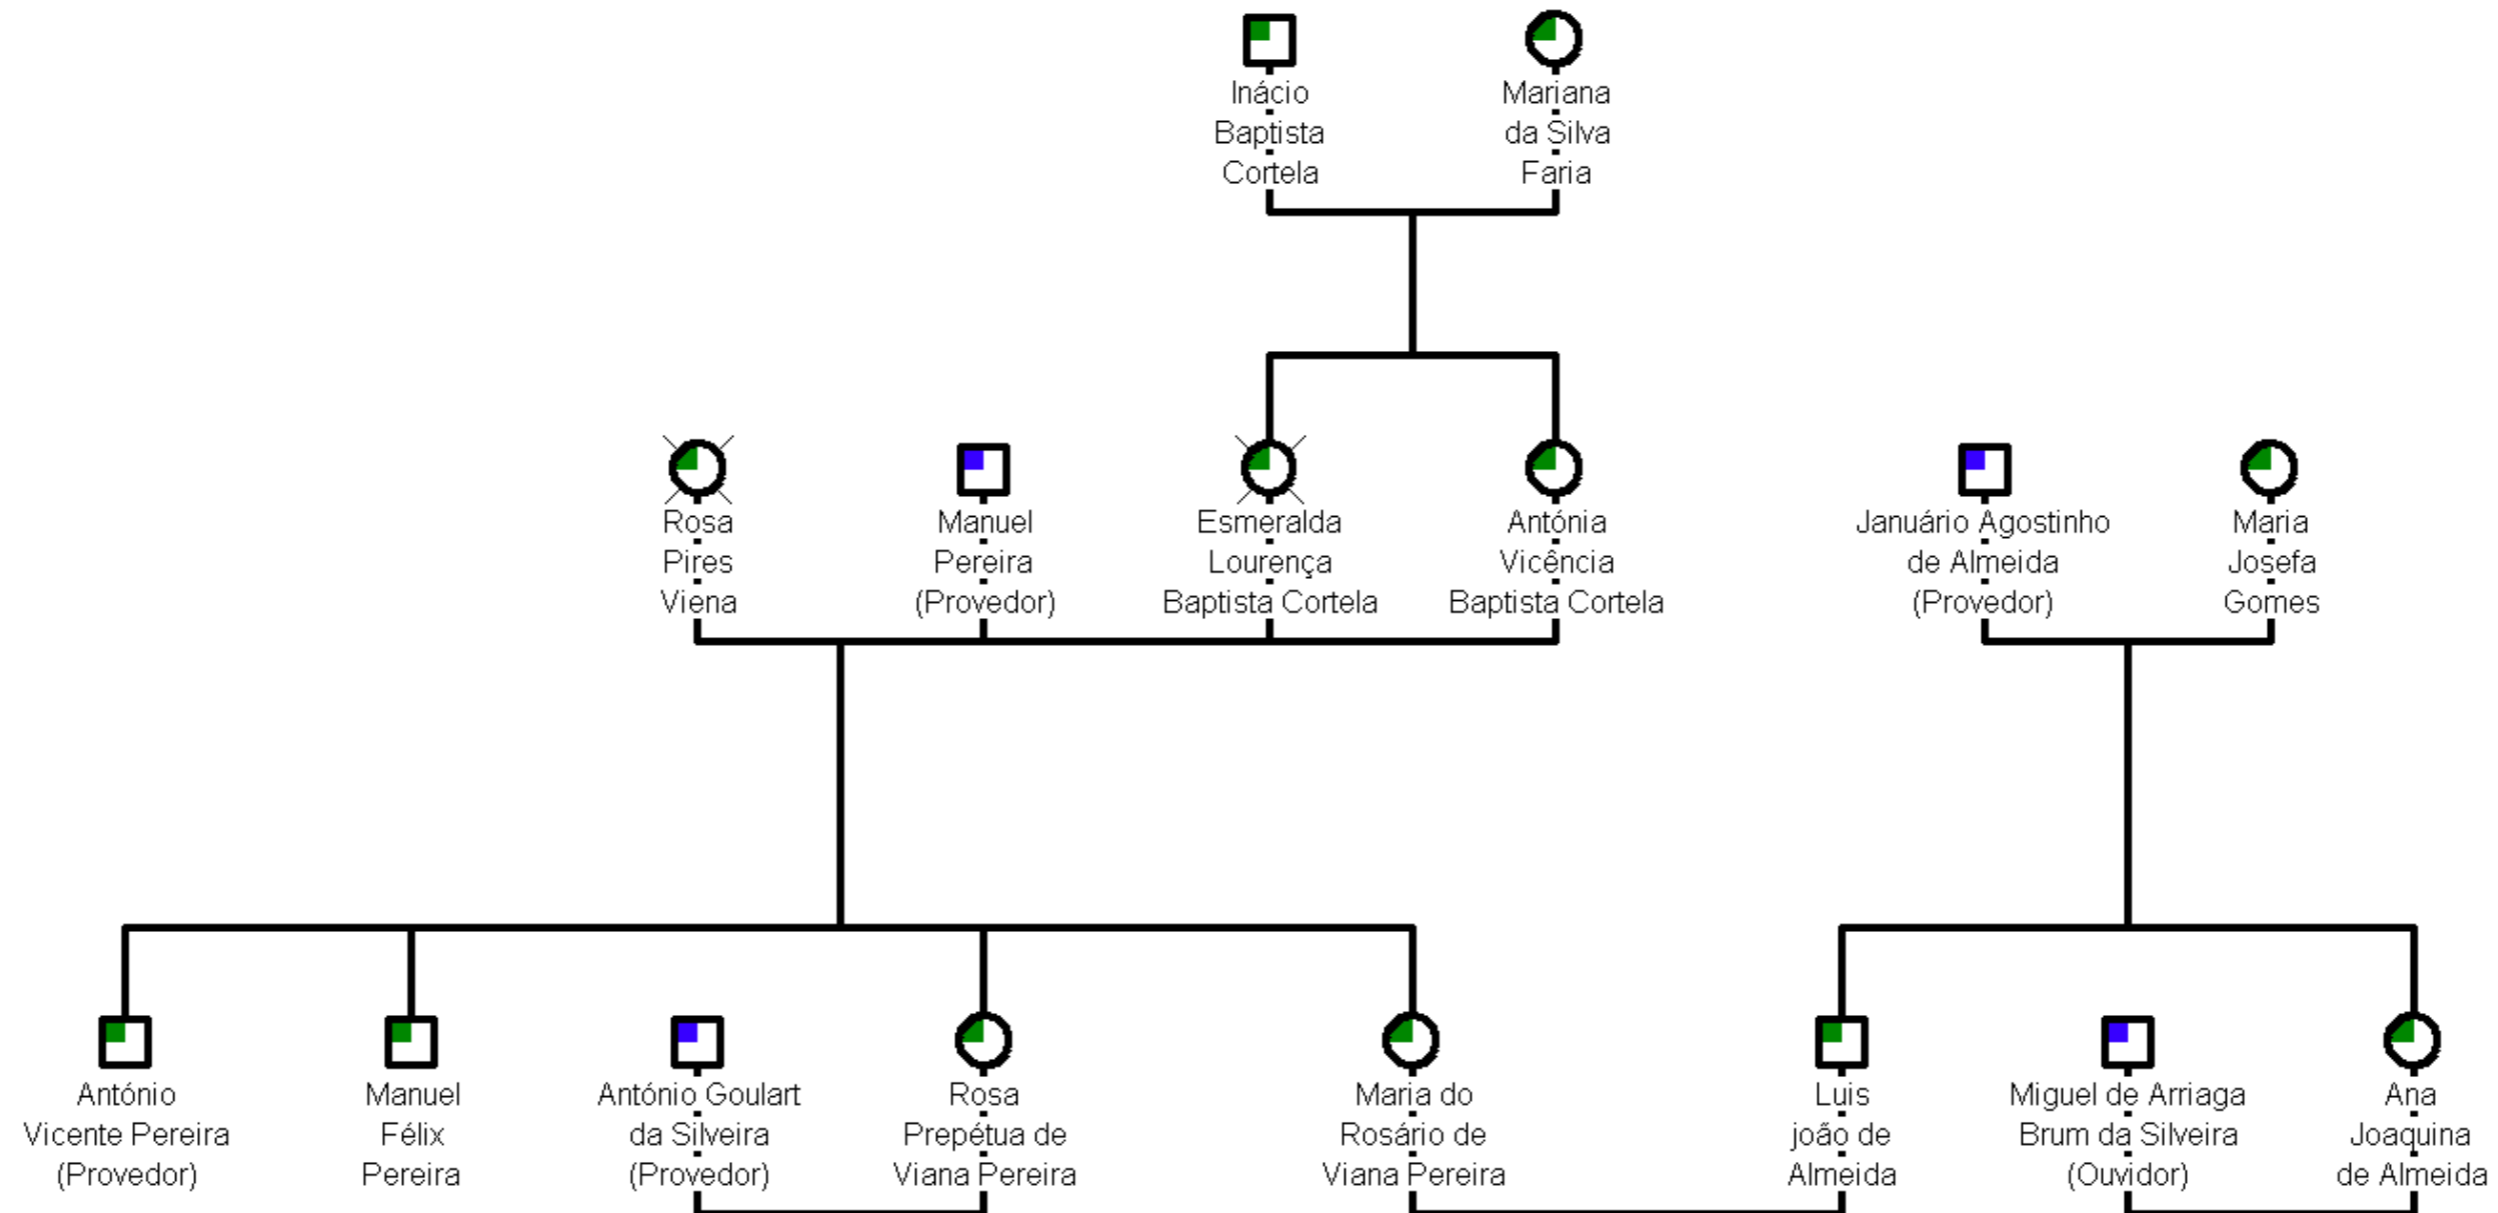 Inácio
Baptista
Cortela
Mariana
da Silva
Faria
Rosa
Pires
Viena
Manuel
Pereira
(Provedor)
Esmeralda
Lourença
Baptista Cortela
Antónia
Vicência
Baptista Cortela
Januário Agostinho
de Almeida
(Provedor)
Maria
Josefa
Gomes
António
Vicente Pereira
(Provedor)
Manuel
Félix
Pereira
António Goulart
da Silveira
(Provedor)
Rosa
Prepétua de
Viana Pereira
Maria do
Rosário de
Viana Pereira
Luis
joão de
Almeida
Miguel de Arriaga
Brum da Silveira
(Ouvidor)
Ana
Joaquina
de Almeida